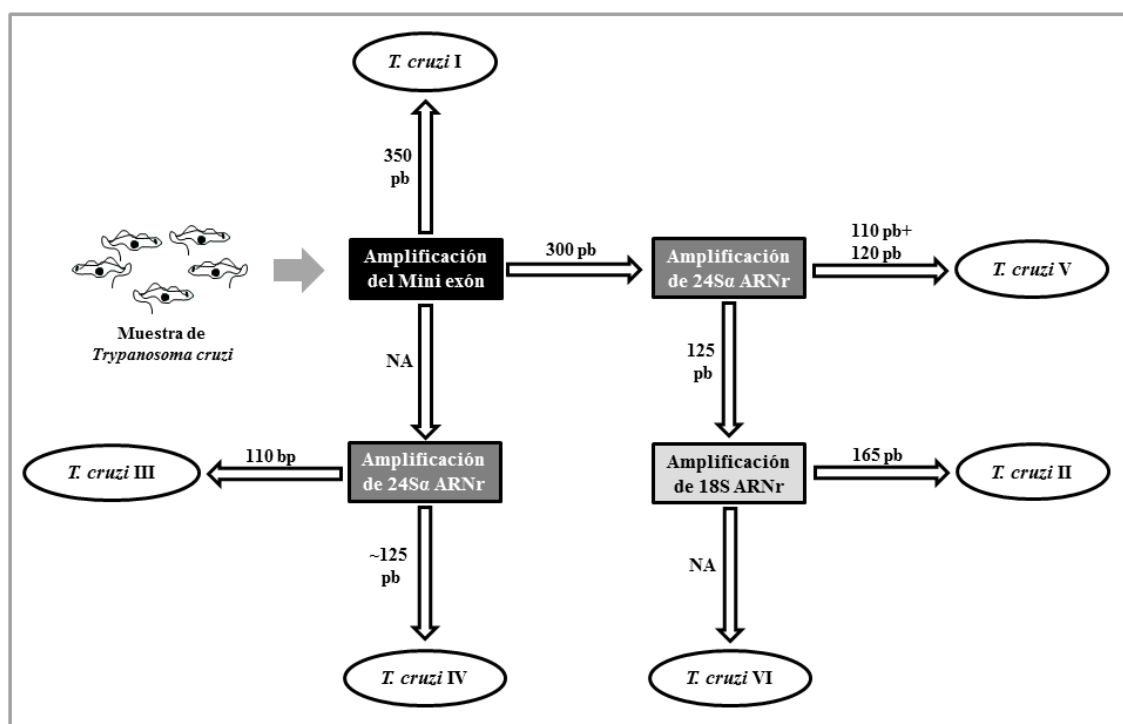 T. cruzi I
350
pb
Amplificación
del Mini exón
300 pb
Amplificación
de 24Sα ARNr
110 pb+
120 pb
T. cruzi V
Muestra de
Trypanosoma cruzi
NA
125
pb
T. cruzi III
110 bp
Amplificación
de 24Sα ARNr
Amplificación
de 18S ARNr
165 pb
T. cruzi II
~125
pb
NA
T. cruzi IV
T. cruzi VI